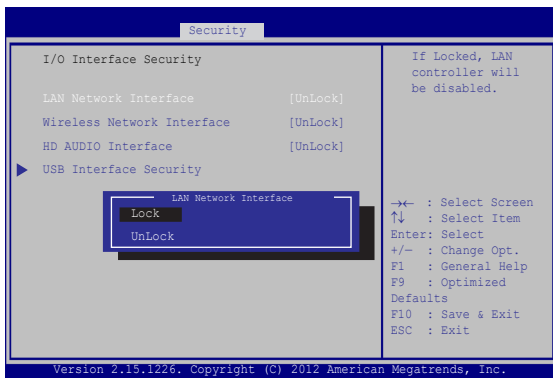 Security
I/O Interface Security
LAN Network Interface [UnLock]
Wireless Network Interface [UnLock]
HD AUDIO Interface [UnLock]
USB Interface Security
LAN Network Interface
Lock
UnLock
If Locked, LAN
controller will
be disabled.
→← : Select Screen
↑↓ : Select Item
Enter: Select
+/— : Change Opt.
F1 : General Help
F9 : Optimized
Defaults
F10 : Save & Exit
ESC : Exit
Version 2.15.1226. Copyright (C) 2012 American Megatrends, Inc.